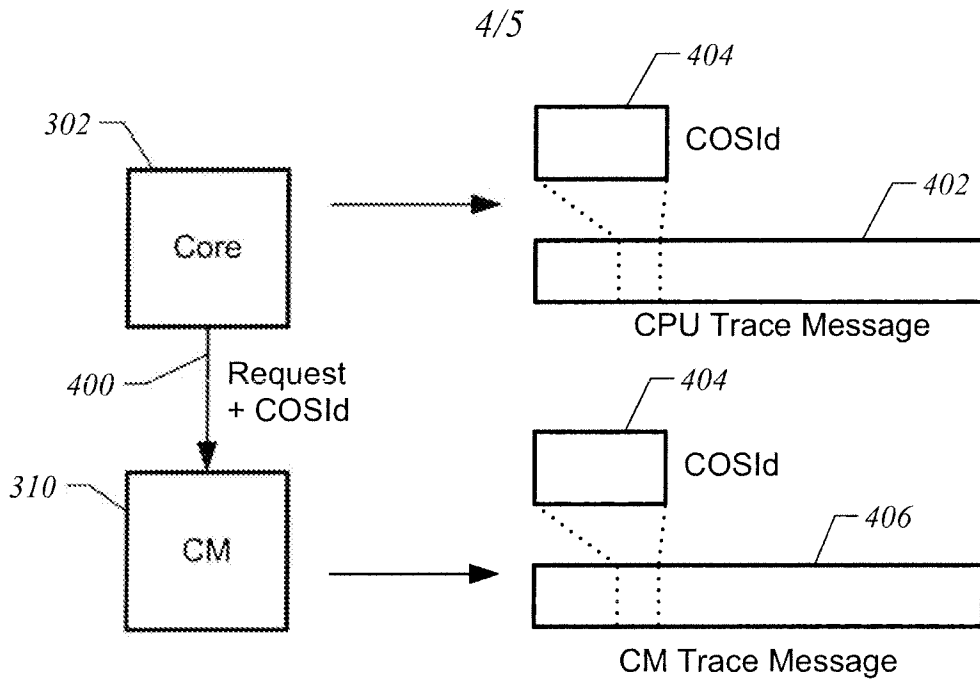 4/5
404
302
COSId
402
Core
CPU Trace Message
400
Request
+ COSId
404
COSId
310
406
CM
CM Trace Message